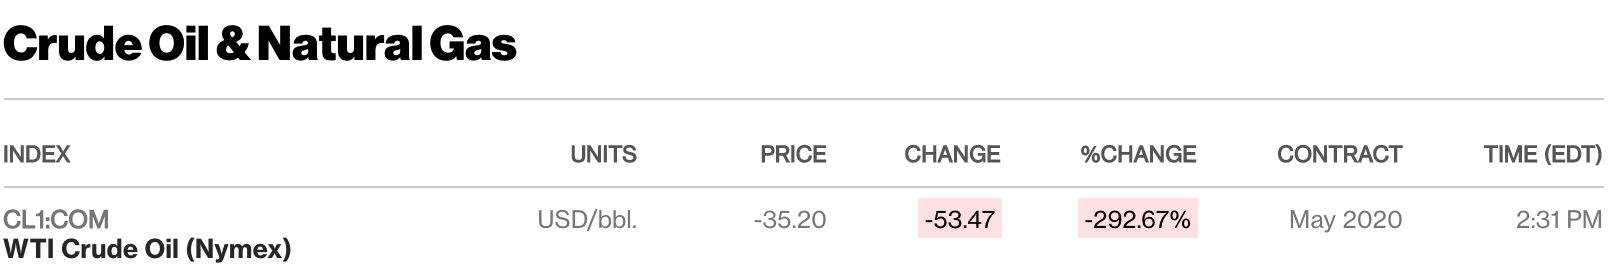 Crude Oil & Natural Gas
INDEX UNITS PRICE CHANGE %CHANGE CONTRACT TIME (EDT)
CL1:COM USD/bbl. -35.20 -53.47 -292.67% May 2020 2:31 PM
WTI Crude Oil (Nymex)